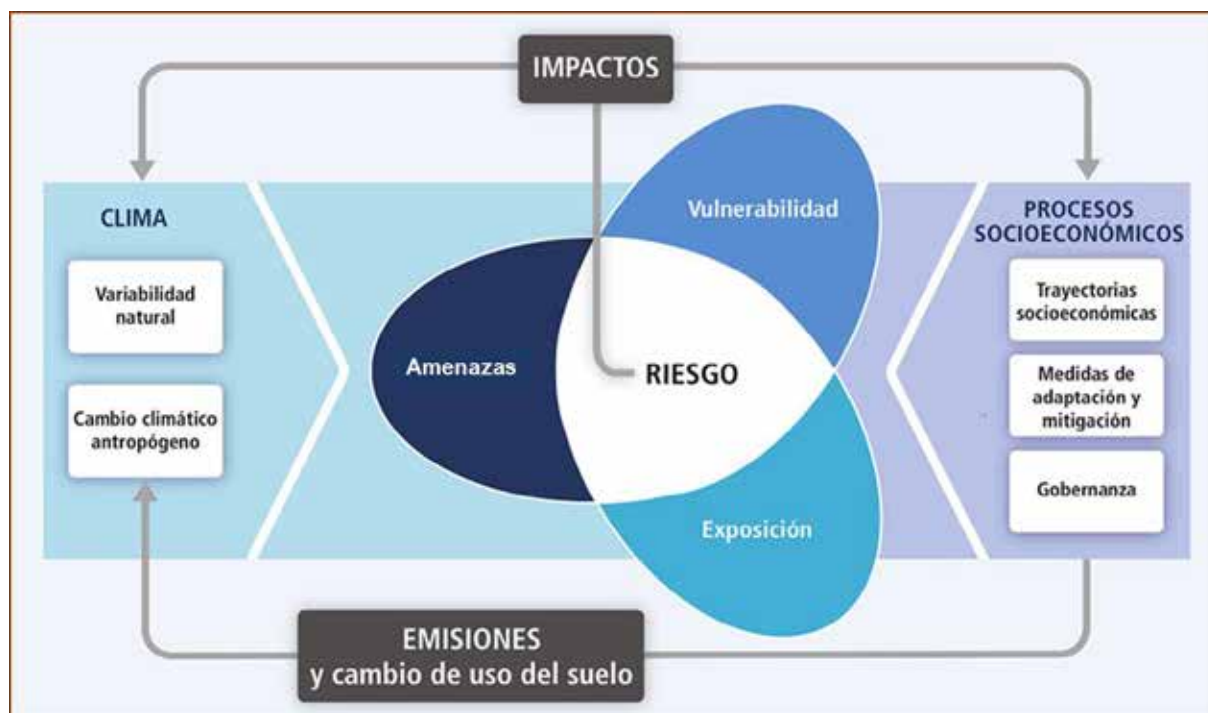 IMPACTOS
CLIMA
Variabilidad
natural
Cambio climático
antropógeno
Vulnerabilidad
Amenazas
RIESGO
Exposición
PROCESOS
SOCIOECONÓMICOS
Trayectorias
socioeconómicas
Medidas de
adaptación y
mitigación
Gobernanza
EMISIONES
y cambio de uso del suelo